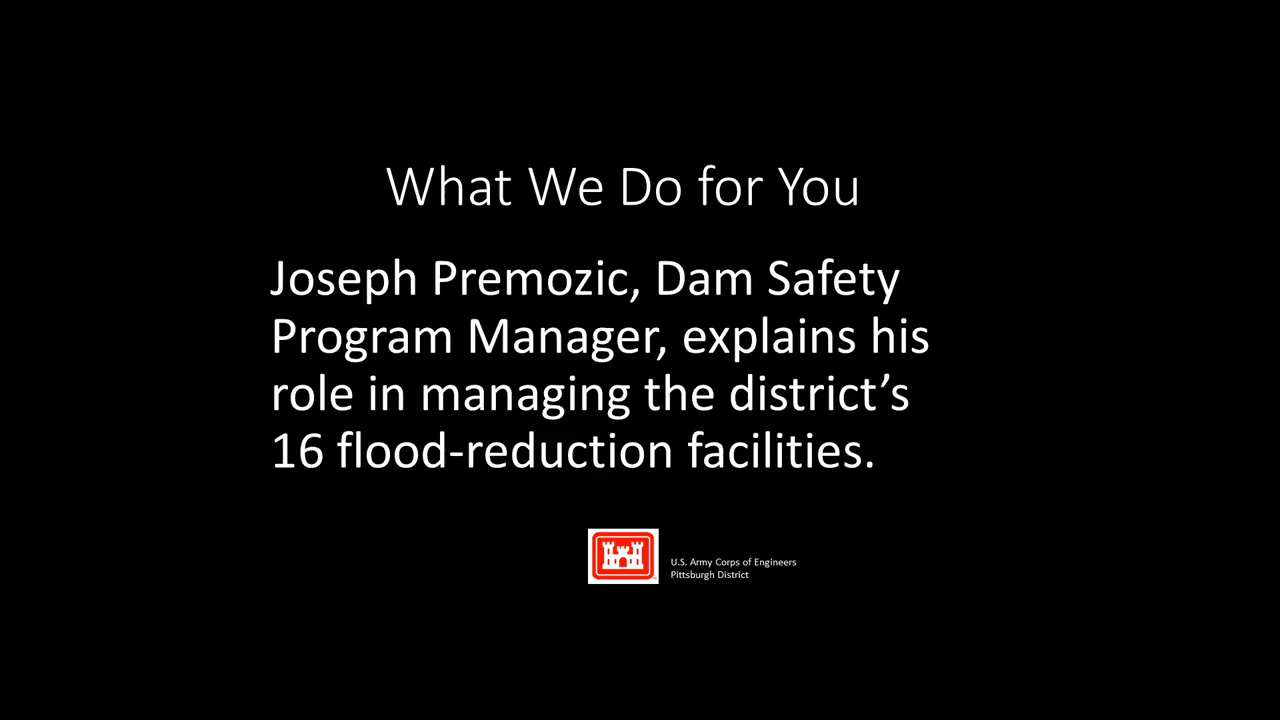 What We Do for You
Joseph Premozic, Dam Safety
Program Manager, explains his
role in managing the district’s
16 flood-reduction facilities.
U.S. Army Corps of Engineers
Pittsburgh District